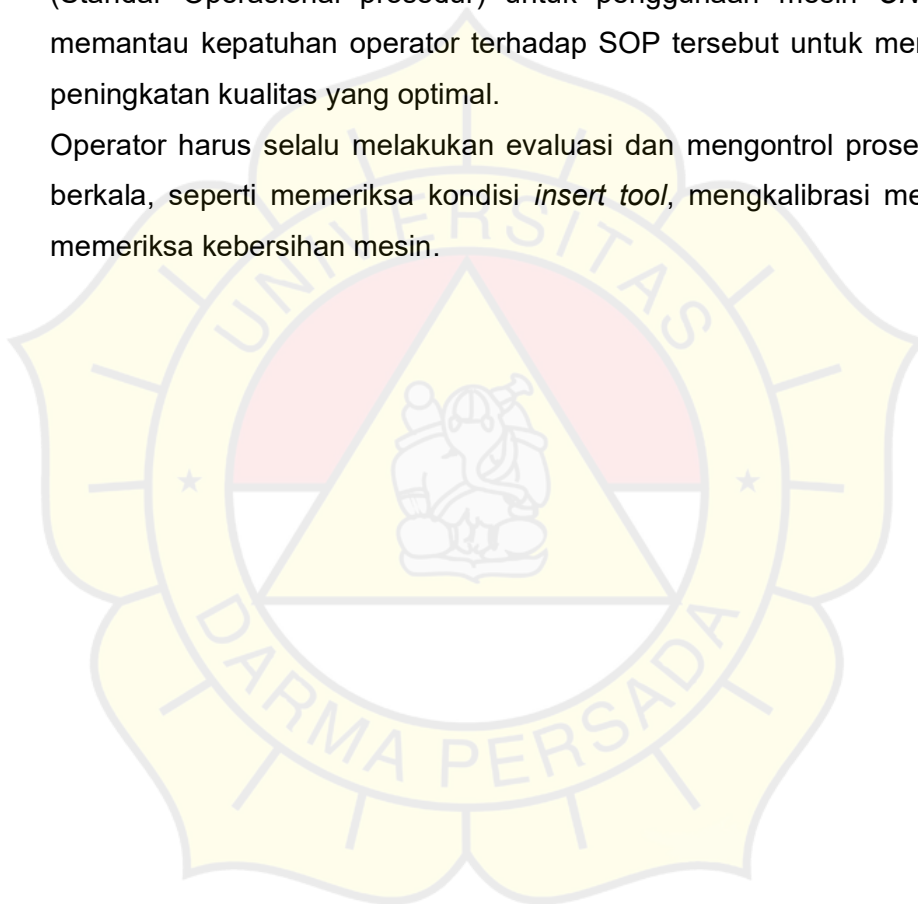 (Standar Operasional prosedur) untuk penggunaan mesin
memantau kepatuhan operator terhadap SOP tersebut untuk
peningkatan kualitas yang optimal.
Operator harus selalu melakukan evaluasi dan mengontrol
berkala, seperti memeriksa kondisi insert tool, mengkalibrasi
memeriksa kebersihan mesin.
UNIVERSITAS
DARMA PERSADA